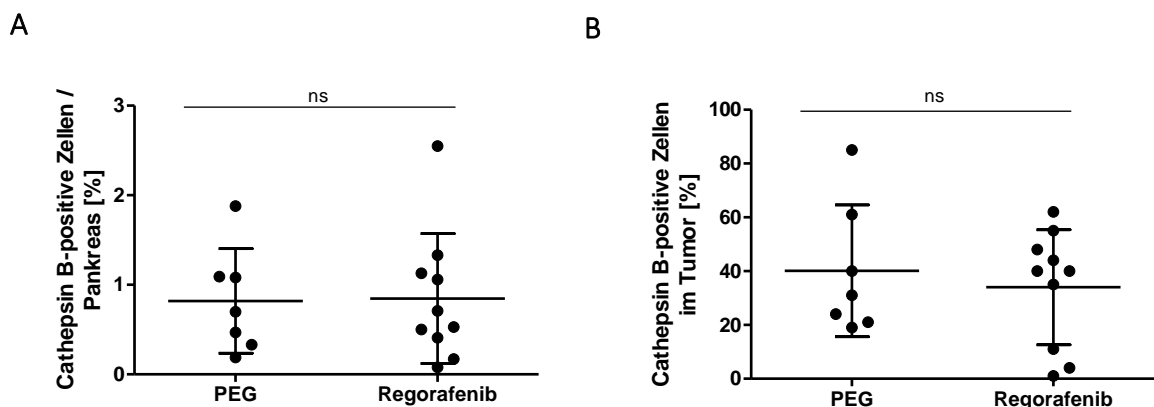 A
Cathepsin B-positive Zellen /
Pankreas [%]
3
2
1
0
ns
PEG
Regorafenib
B
Cathepsin B-positive Zellen
im Tumor [%]
100
80
60
40
20
0
ns
PEG
Regorafenib